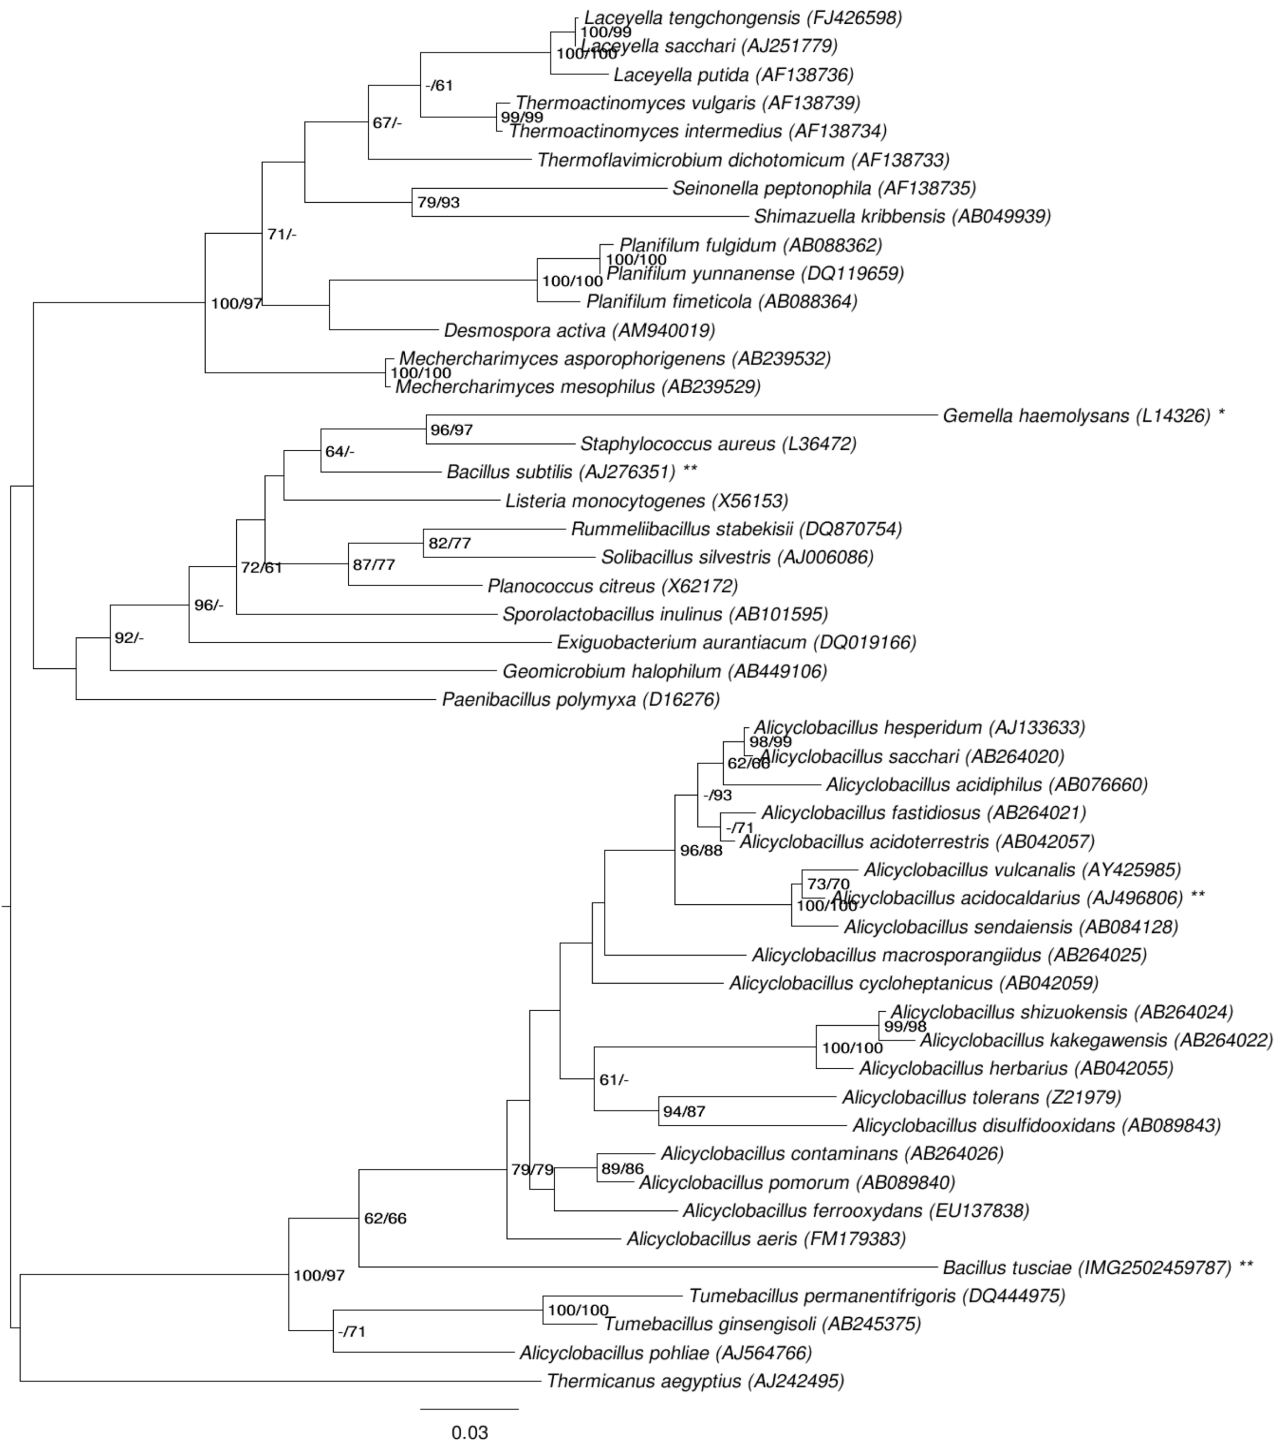 Laceyella tengchongensis (FJ426598)
100/99
Laceyella sacchari (AJ251779)
100/100
Laceyella putida (AF138736)
-/61
Thermoactinomyces vulgaris (AF138739)
99/99
67/-
Thermoactinomyces intermedius (AF138734)
Thermoflavimicrobium dichotomicum (AF138733)
Seinonella peptonophila (AF138735)
79/93
Shimazuella kribbensis (AB049939)
71/-
Planifilum fulgidum (AB088362)
100/100
Planifilum yunnanense (DQ119659)
100/100
Planifilum fimeticola (AB088364)
100/97
Desmospora activa (AM940019)
Mechercharimyces asporophorigenens (AB239532)
100/100
Mechercharimyces mesophilus (AB239529)
Gemella haemolysans (L14326) *
96/97
Staphylococcus aureus (L36472)
64/-
Bacillus subtilis (AJ276351) **
Listeria monocytogenes (X56153)
Rummeliibacillus stabekisii (DQ870754)
82/77
Solibacillus silvestris (AJ006086)
72/61
87/77
Planococcus citreus (X62172)
96/-
Sporolactobacillus inulinus (AB101595)
92/-
Exiguobacterium aurantiacum (DQ019166)
Geomicrobium halophilum (AB449106)
Paenibacillus polymyxa (D16276)
Alicyclobacillus hesperidum (AJ133633)
98/99
Alicyclobacillus sacchari (AB264020)
62/66
Alicyclobacillus acidiphilus (AB076660)
-/93
Alicyclobacillus fastidiosus (AB264021)
-/71
Alicyclobacillus acidoterrestris (AB042057)
96/88
Alicyclobacillus vulcanalis (AY425985)
73/70
Alicyclobacillus acidocaldarius (AJ496806) **
100/100
Alicyclobacillus sendaiensis (AB084128)
Alicyclobacillus macrosporangiidus (AB264025)
Alicyclobacillus cycloheptanicus (AB042059)
Alicyclobacillus shizuokensis (AB264024)
99/98
Alicyclobacillus kakegawensis (AB264022)
100/100
Alicyclobacillus herbarius (AB042055)
61/-
Alicyclobacillus tolerans (Z21979)
94/87
Alicyclobacillus disulfidooxidans (AB089843)
Alicyclobacillus contaminans (AB264026)
79/79
89/86
Alicyclobacillus pomorum (AB089840)
Alicyclobacillus ferrooxydans (EU137838)
62/66
Alicyclobacillus aeris (FM179383)
Bacillus tusciae (IMG2502459787) **
100/97
Tumebacillus permanentifrigoris (DQ444975)
100/100
Tumebacillus ginsengisoli (AB245375)
-/71
Alicyclobacillus pohliae (AJ564766)
Thermicanus aegyptius (AJ242495)
0.03